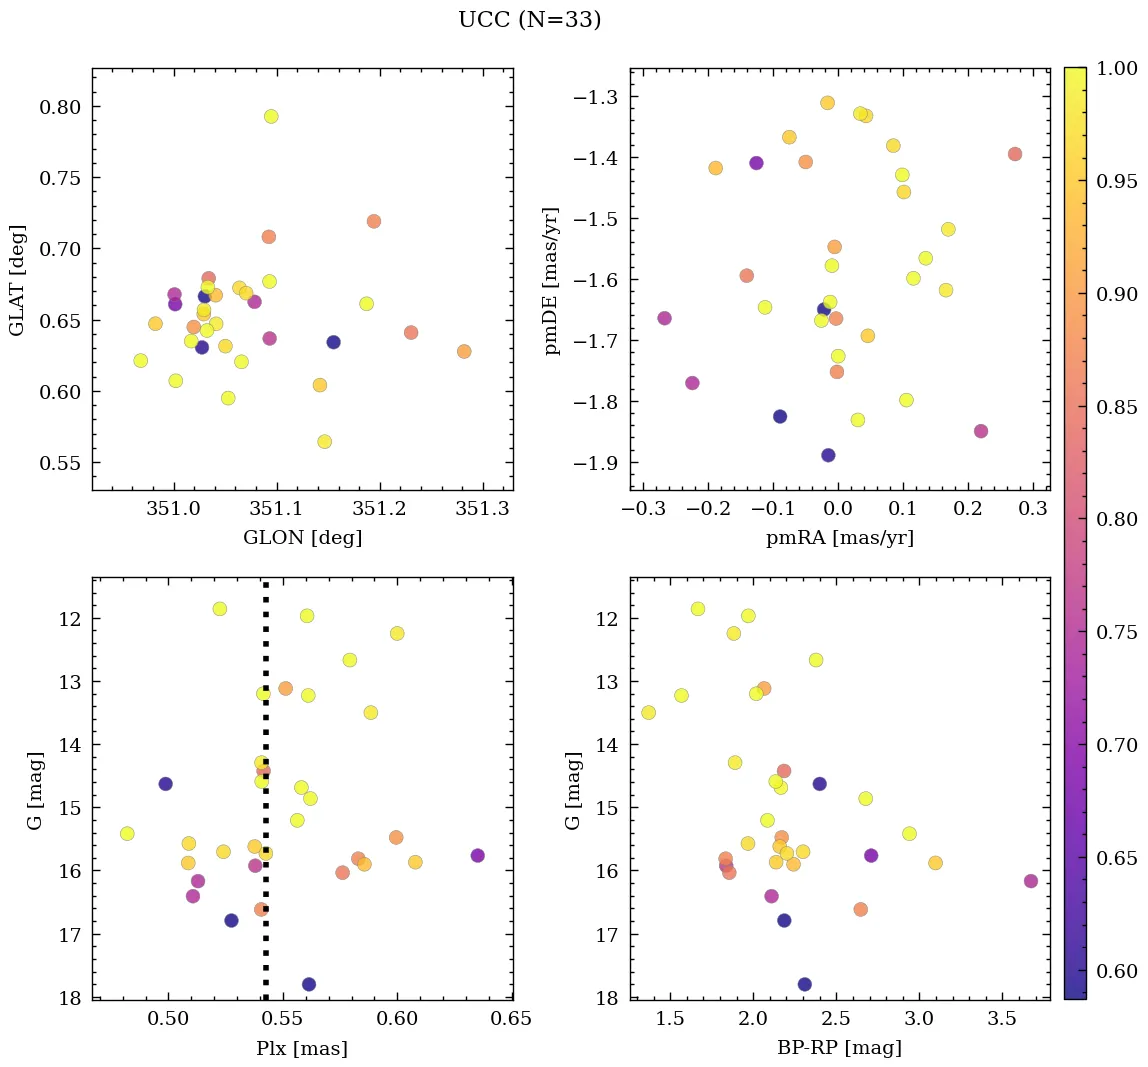 UCC (N=33)
0.80
0.75
0.70
0.65
0.60
0.55
GLAT [deg]
351.0 351.1 351.2 351.3
GLON [deg]
−1.3
−1.4
−1.5
−1.6
−1.7
−1.8
−1.9
pmDE [mas/yr]
−0.3 −0.2 −0.1 0.0 0.1 0.2 0.3
pmRA [mas/yr]
12
13
14
15
16
17
18
G [mag]
0.50 0.55 0.60 0.65
Plx [mas]
12
13
14
15
16
17
18
G [mag]
1.5 2.0 2.5 3.0 3.5
BP-RP [mag]
1.00
0.95
0.90
0.85
0.80
0.75
0.70
0.65
0.60